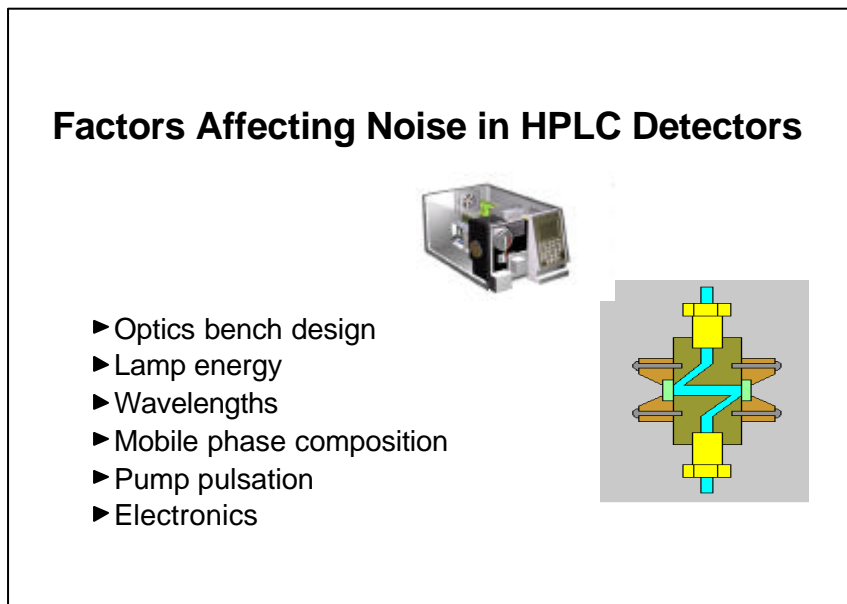 Factors Affecting Noise in HPLC Detectors
►Optics bench design
►Lamp energy
►Wavelengths
►Mobile phase composition
►Pump pulsation
►Electronics